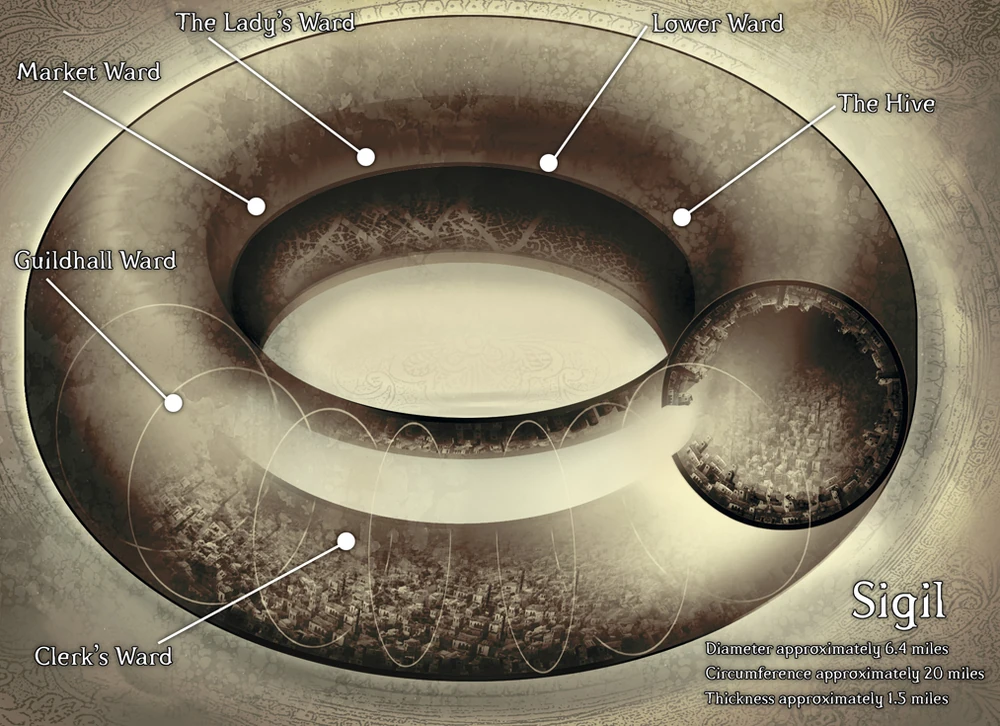 The Lady's Ward
Lower Ward
Market Ward
The Hive
Guildhall Ward
Clerk's Ward
Sigil
Diameter approximately 6.4 miles
Circumference approximately 20 miles
Thickness approximately 1.5 miles